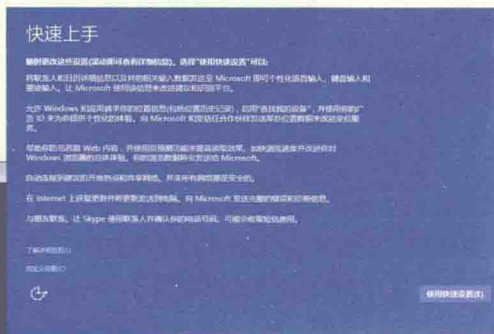 快速上手
随时更改这些设置(滚动即可查看详细信息)。选择"使用快速设置"可以:
将联系人和日历详细信息以及其他相关输入数据发送至 Microsoft 即可个性化语音输入、键盘输入和
墨迹输入。让 Microsoft 使用该信息来改进建议和识别平台。
允许 Windows 和应用请求你的位置信息(包括位置历史记录)，启用"查找我的设备"，并使用你的广
告 ID 来为你提供个性化的体验。向 Microsoft 和受信任合作伙伴发送某些位置数据来改进定位服
务。
帮助你防范恶意 Web 内容，并使用页预测功能来提高读取效率、加快浏览速度并改进你对
Windows 浏览器的总体体验。你的浏览数据将会发送给 Microsoft。
自动连接到建议的开放热点和共享网络。并非所有网络都是安全的。
在 Internet 上获取更新并将更新发送到电脑。向 Microsoft 发送完整的错误和诊断信息。
与朋友联系。让 Skype 使用联系人并确认你的电话号码。可能会收取短信费用。
了解详细信息(L)
自定义设置(C)
使用快速设置(E)